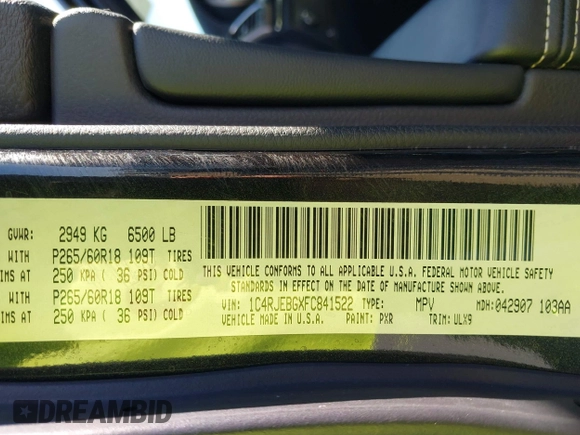 GVWR: 2949 KG 6500 LB
WITH P265/60R18 109T TIRES
IMS AT 250 KPA ( 36 PSI) COLD
WITH P265/60R18 109T TIRES
IMS AT 250 KPA ( 36 PSI) COLD
THIS VEHICLE CONFORMS TO ALL APPLICABLE U.S.A. FEDERAL MOTOR VEHICLE SAFETY
STANDARDS IN EFFECT ON THE DATE OF MANUFACTURE SHOWN ABOVE.
VIN: 1C4RJEBGXFC841522 TYPE: MPV MDH: 042907 103AA
VEHICLE MADE IN U.S.A. PAINT: PXR TRIM: ULX9
DREAMBID